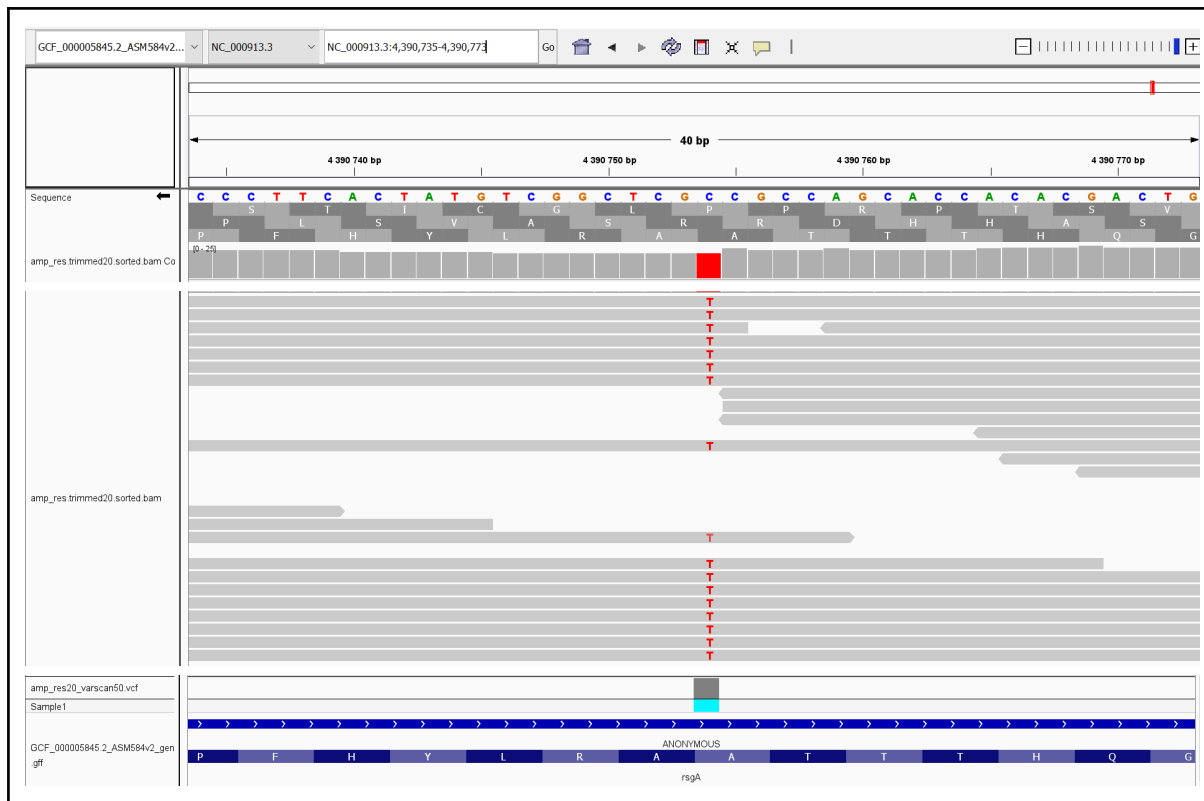 GCF_000005845.2_ASM584v2... NC_000913.3 NC_000913.3:4,390,735-4,390,773 Go
40 bp
4 390 740 bp 4 390 750 bp 4 390 760 bp 4 390 770 bp
Sequence C C C T T C A C T A T G T C G G C T C G C C G C C A G C A C C A C A C G A C T G
S T I C G L P P R P T S V
P L S V A S R R D H H A S
P F H Y L R A A T T T H Q G
[0 - 25]
amp_res.trimmed20.sorted.bam Co
T
T
T
T
T
T
T
T
amp_res.trimmed20.sorted.bam
T
T
T
T
T
T
T
T
T
amp_res20_varscan50.vcf
Sample1
GCF_000005845.2_ASM584v2_gen
.gff
ANONYMOUS
P F H Y L R A A T T T H Q G
rsgA